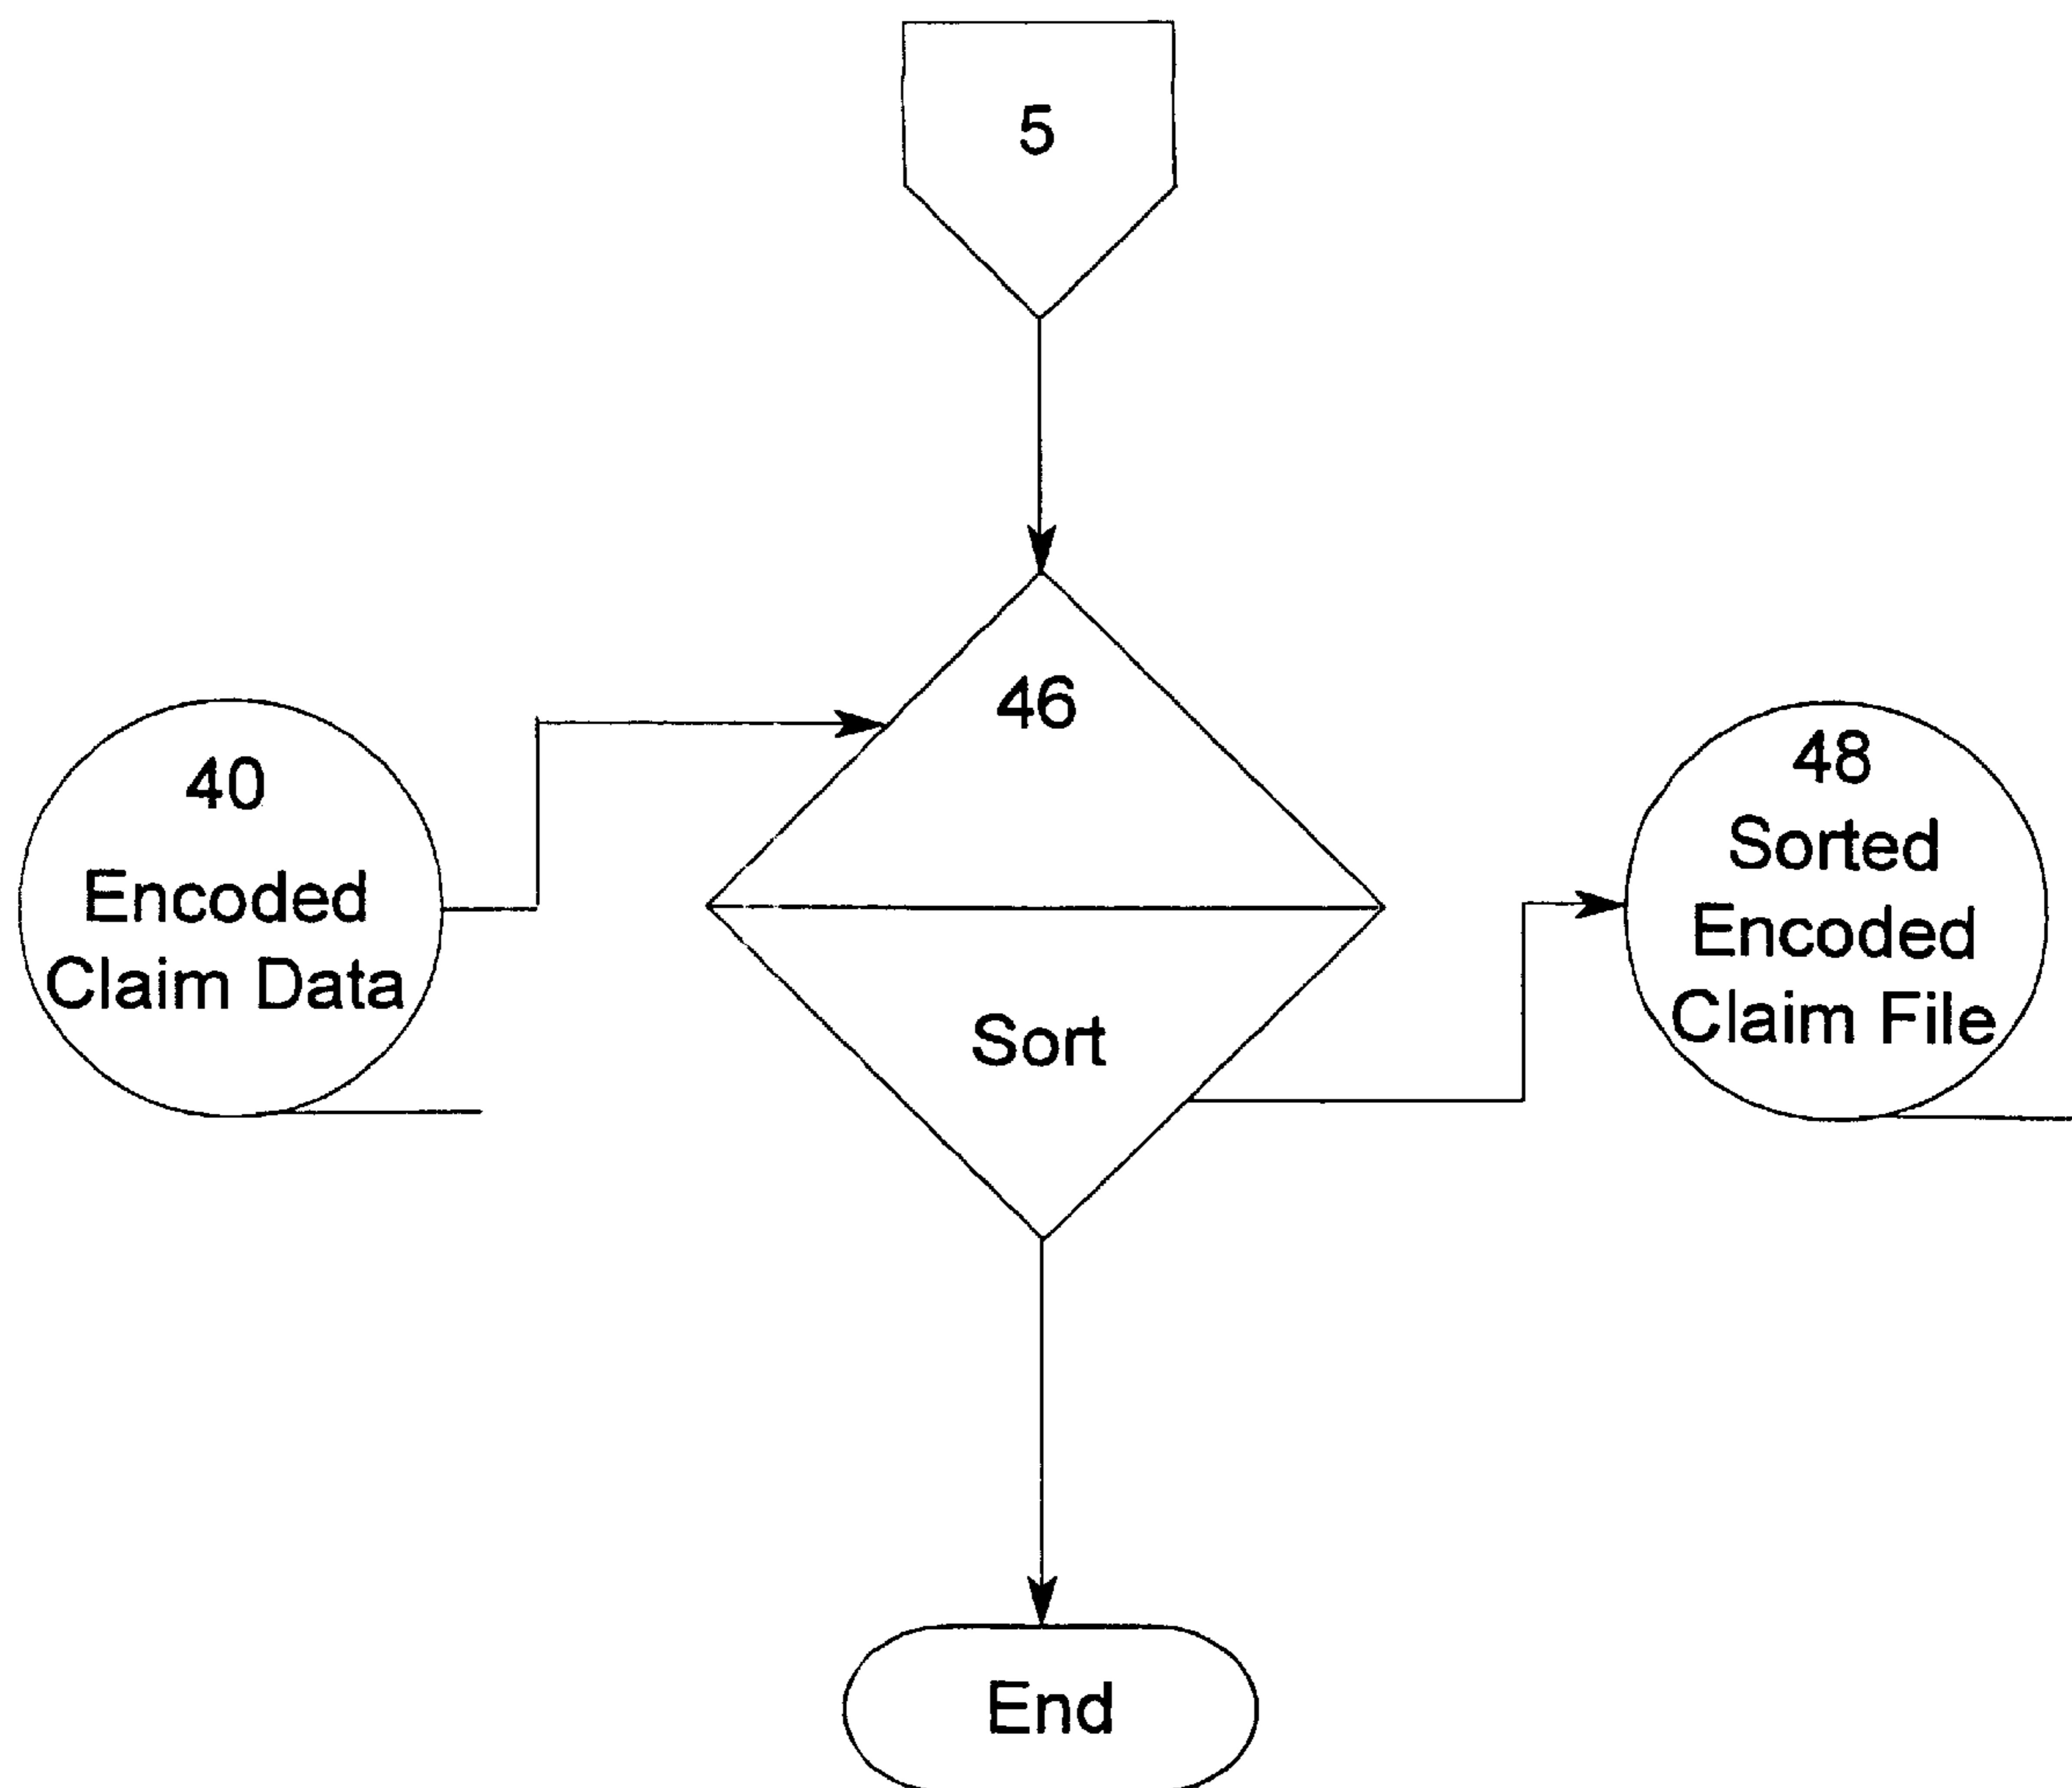 5
46
Sort
40
Encoded
Claim Data
48
Sorted
Encoded
Claim File
End